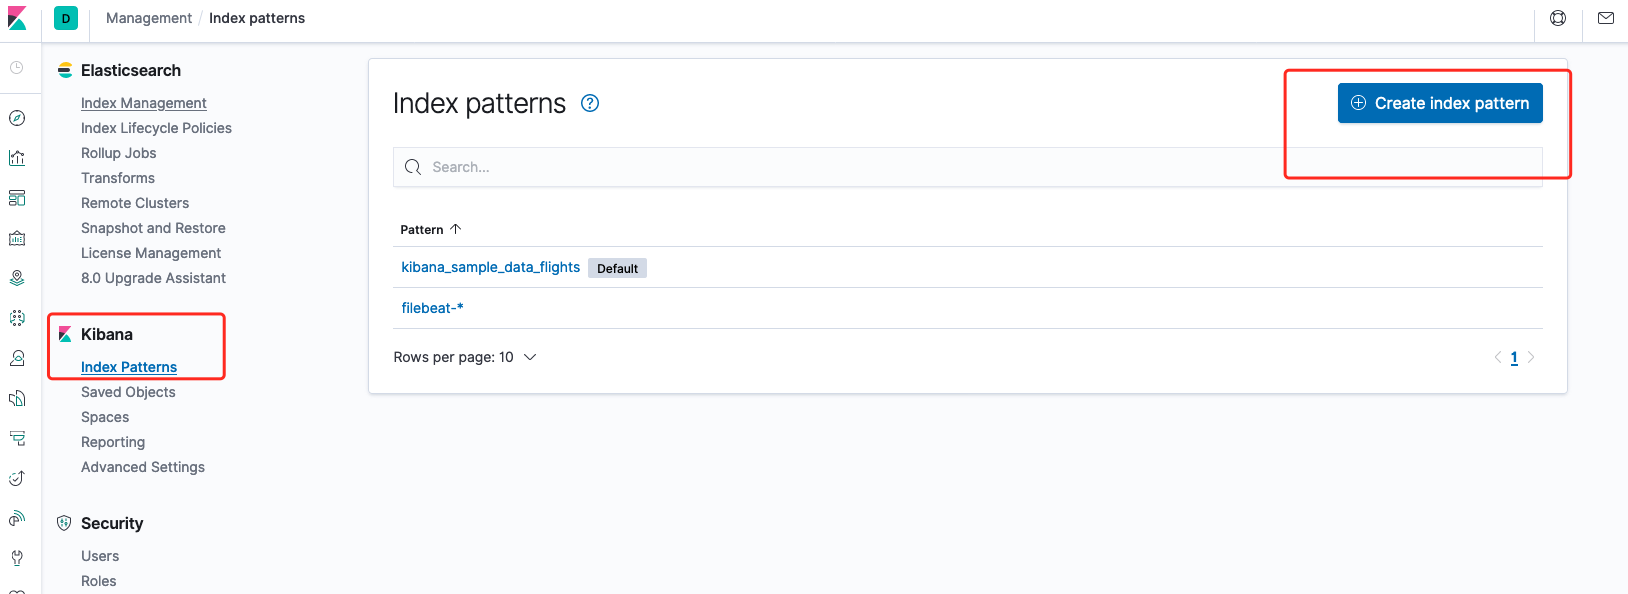 D Management / Index patterns
Elasticsearch
Index Management
Index Lifecycle Policies
Rollup Jobs
Transforms
Remote Clusters
Snapshot and Restore
License Management
8.0 Upgrade Assistant
Kibana
Index Patterns
Saved Objects
Spaces
Reporting
Advanced Settings
Security
Users
Roles
Index patterns
Create index pattern
Search...
Pattern
kibana_sample_data_flights Default
filebeat-*
Rows per page: 10
1